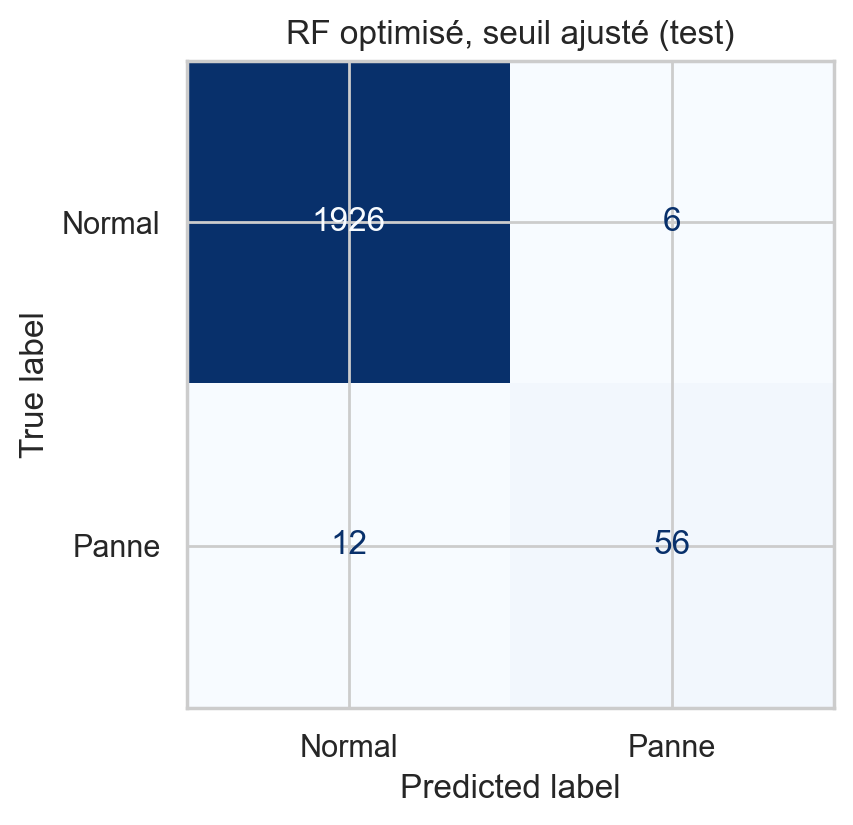 RF optimisé, seuil ajusté (test)
True label
Normal
1926
6
Panne
12
56
Normal
Panne
Predicted label